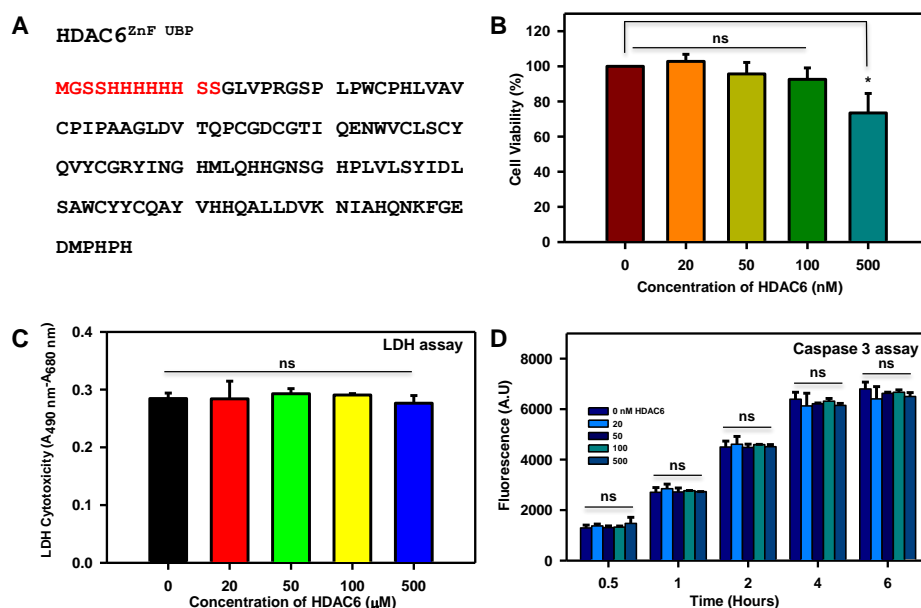 A
HDAC6ZnF UBP
MGSSHHHHHH SSGLVPRGSP LPWCPHLVAV
CPIPAAGLDV TQPCGDCGTI QENWVCLSCY
QVYCGRYING HMLQHHGNSG HPLVLSYIDL
SAWCYYCQAY VHHQALLDVK NIAHQNKFGE
DMPHPH
B
ns
*
Cell Viability (%)
120
100
80
60
40
20
0
0 20 50 100 500
Concentration of HDAC6 (nM)
C
LDH assay
ns
LDH Cytotoxicity (A490 nm-A680 nm)
0.4
0.3
0.2
0.1
0.0
0 20 50 100 500
Concentration of HDAC6 (μM)
D
Caspase 3 assay
ns ns ns ns ns
0 nM HDAC6
20
50
100
500
Fluorescence (A.U)
8000
6000
4000
2000
0
0.5 1 2 4 6
Time (Hours)